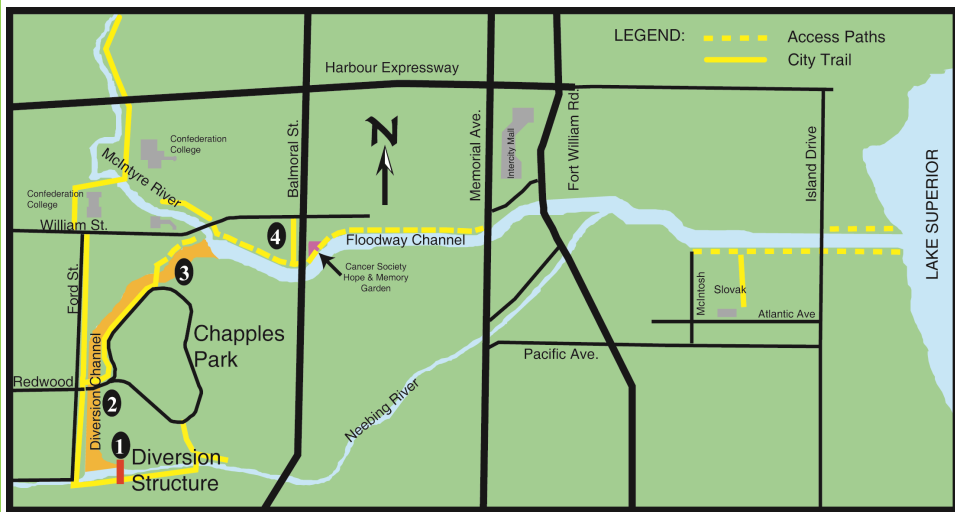 LEGEND:
Access Paths
City Trail
Harbour Expressway
N
Balmoral St.
Memorial Ave.
Intercity Mall
Fort William Rd.
Island Drive
LAKE SUPERIOR
Confederation
College
McIntyre River
Confederation
College
William St.
4
Floodway Channel
3
Cancer Society
Hope & Memory
Garden
Ford St.
McIntosh
Slovak
Atlantic Ave
Chapples
Park
Pacific Ave.
Redwood
Diversion Channel
2
Neebing River
1
Diversion
Structure